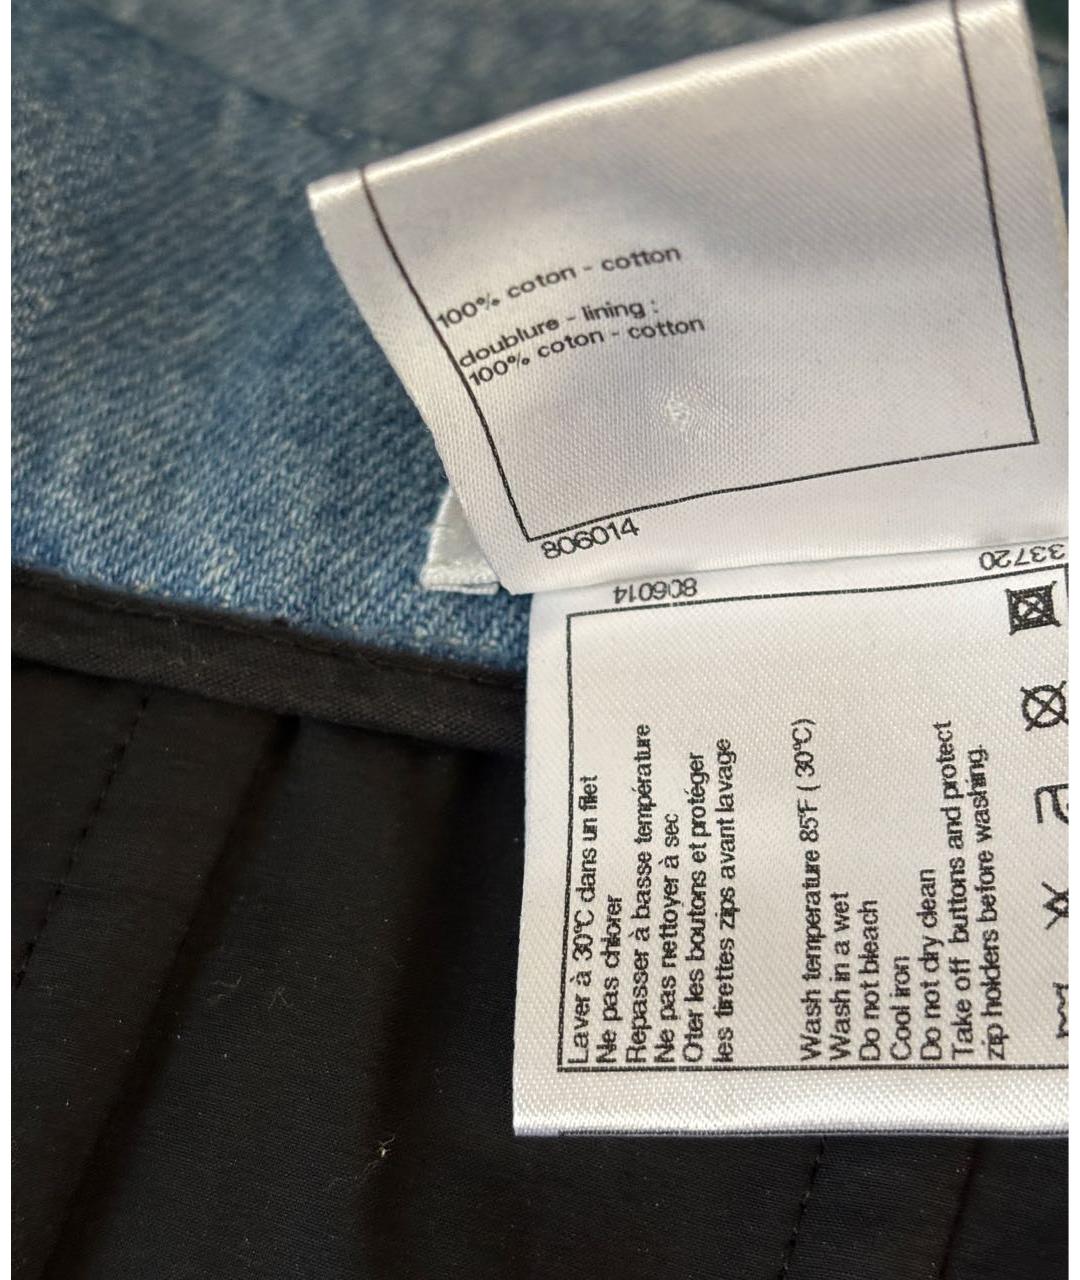 100% coton - cotton
doublure - lining :
100% coton - cotton
806014
806014
33720
Laver à 30°C dans un filet
Ne pas chlorer
Repasser à basse température
Ne pas nettoyer à sec
Oter les boutons et protéger
les tirettes zips avant lavage
Wash temperature 85°F ( 30°C)
Wash in a wet
Do not bleach
Cool iron
Do not dry clean
Take off buttons and protect
zip holders before washing.